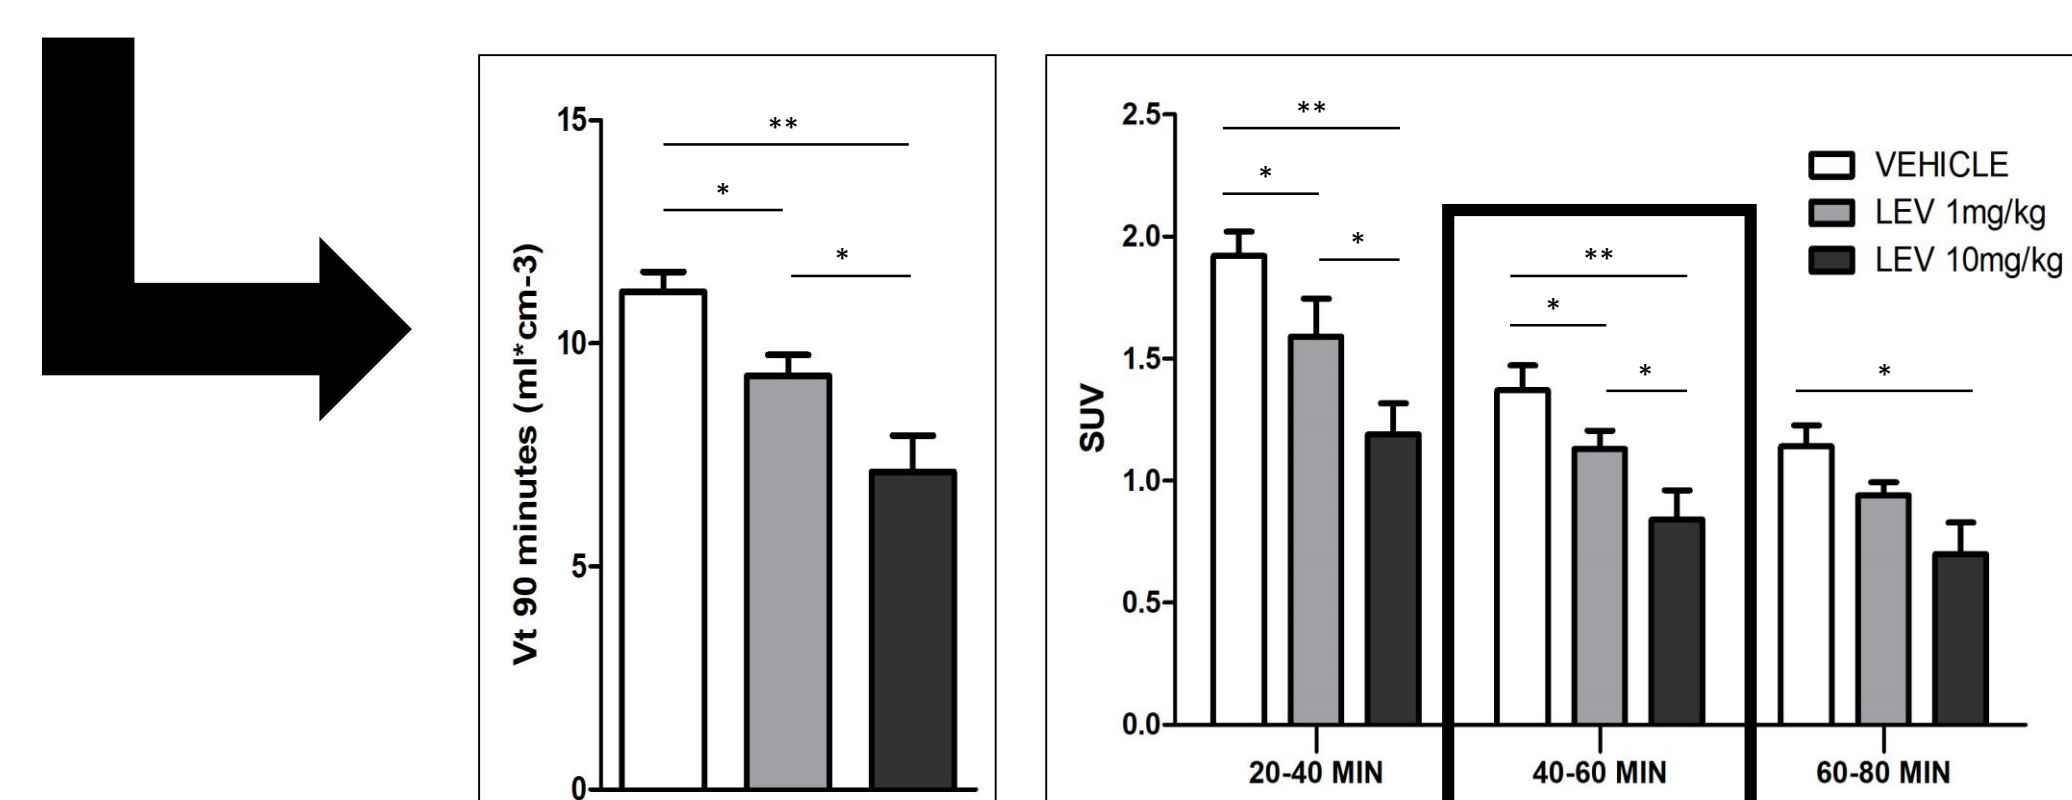 Vt 90 minutes (ml*cm-3)
15
10
5
0
**
*
*
SUV
2.5
2.0
1.5
1.0
0.5
0.0
**
*
*
**
*
*
*
VEHICLE
LEV 1mg/kg
LEV 10mg/kg
20-40 MIN
40-60 MIN
60-80 MIN